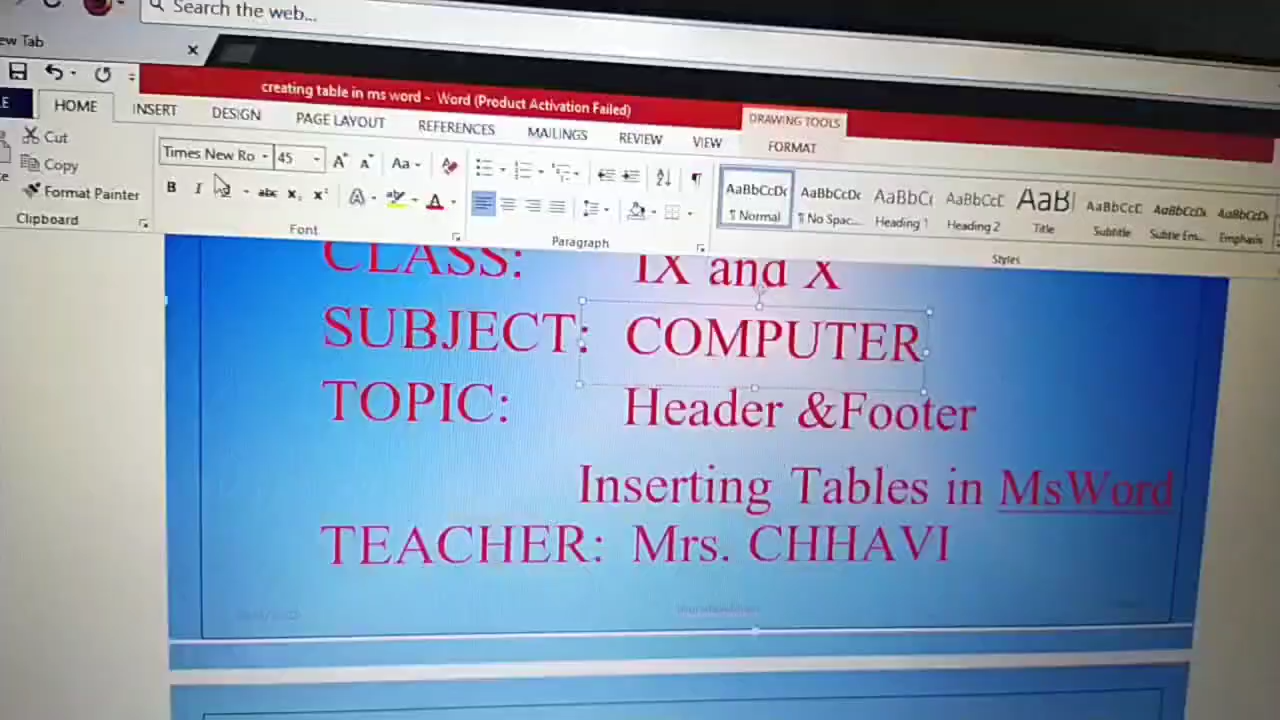 Search the web...
ew Tab
creating table in ms word - Word (Product Activation Failed)
DRAWING TOOLS
HOME INSERT DESIGN PAGE LAYOUT REFERENCES MAILINGS REVIEW VIEW FORMAT
Cut
Copy
Format Painter
Clipboard
Times New Ro 45
Font
Paragraph
AaBbCcDc AaBbCcDc AaBbC( AaBbCcC AaB AaBbCcC AaBbCcDt AaBbCcDt
¶ Normal ¶ No Spac... Heading 1 Heading 2 Title Subtitle Subtle Em... Emphasis
Styles
CLASS: IX and X
SUBJECT: COMPUTER
TOPIC: Header &Footer
Inserting Tables in MsWord
TEACHER: Mrs. CHHAVI